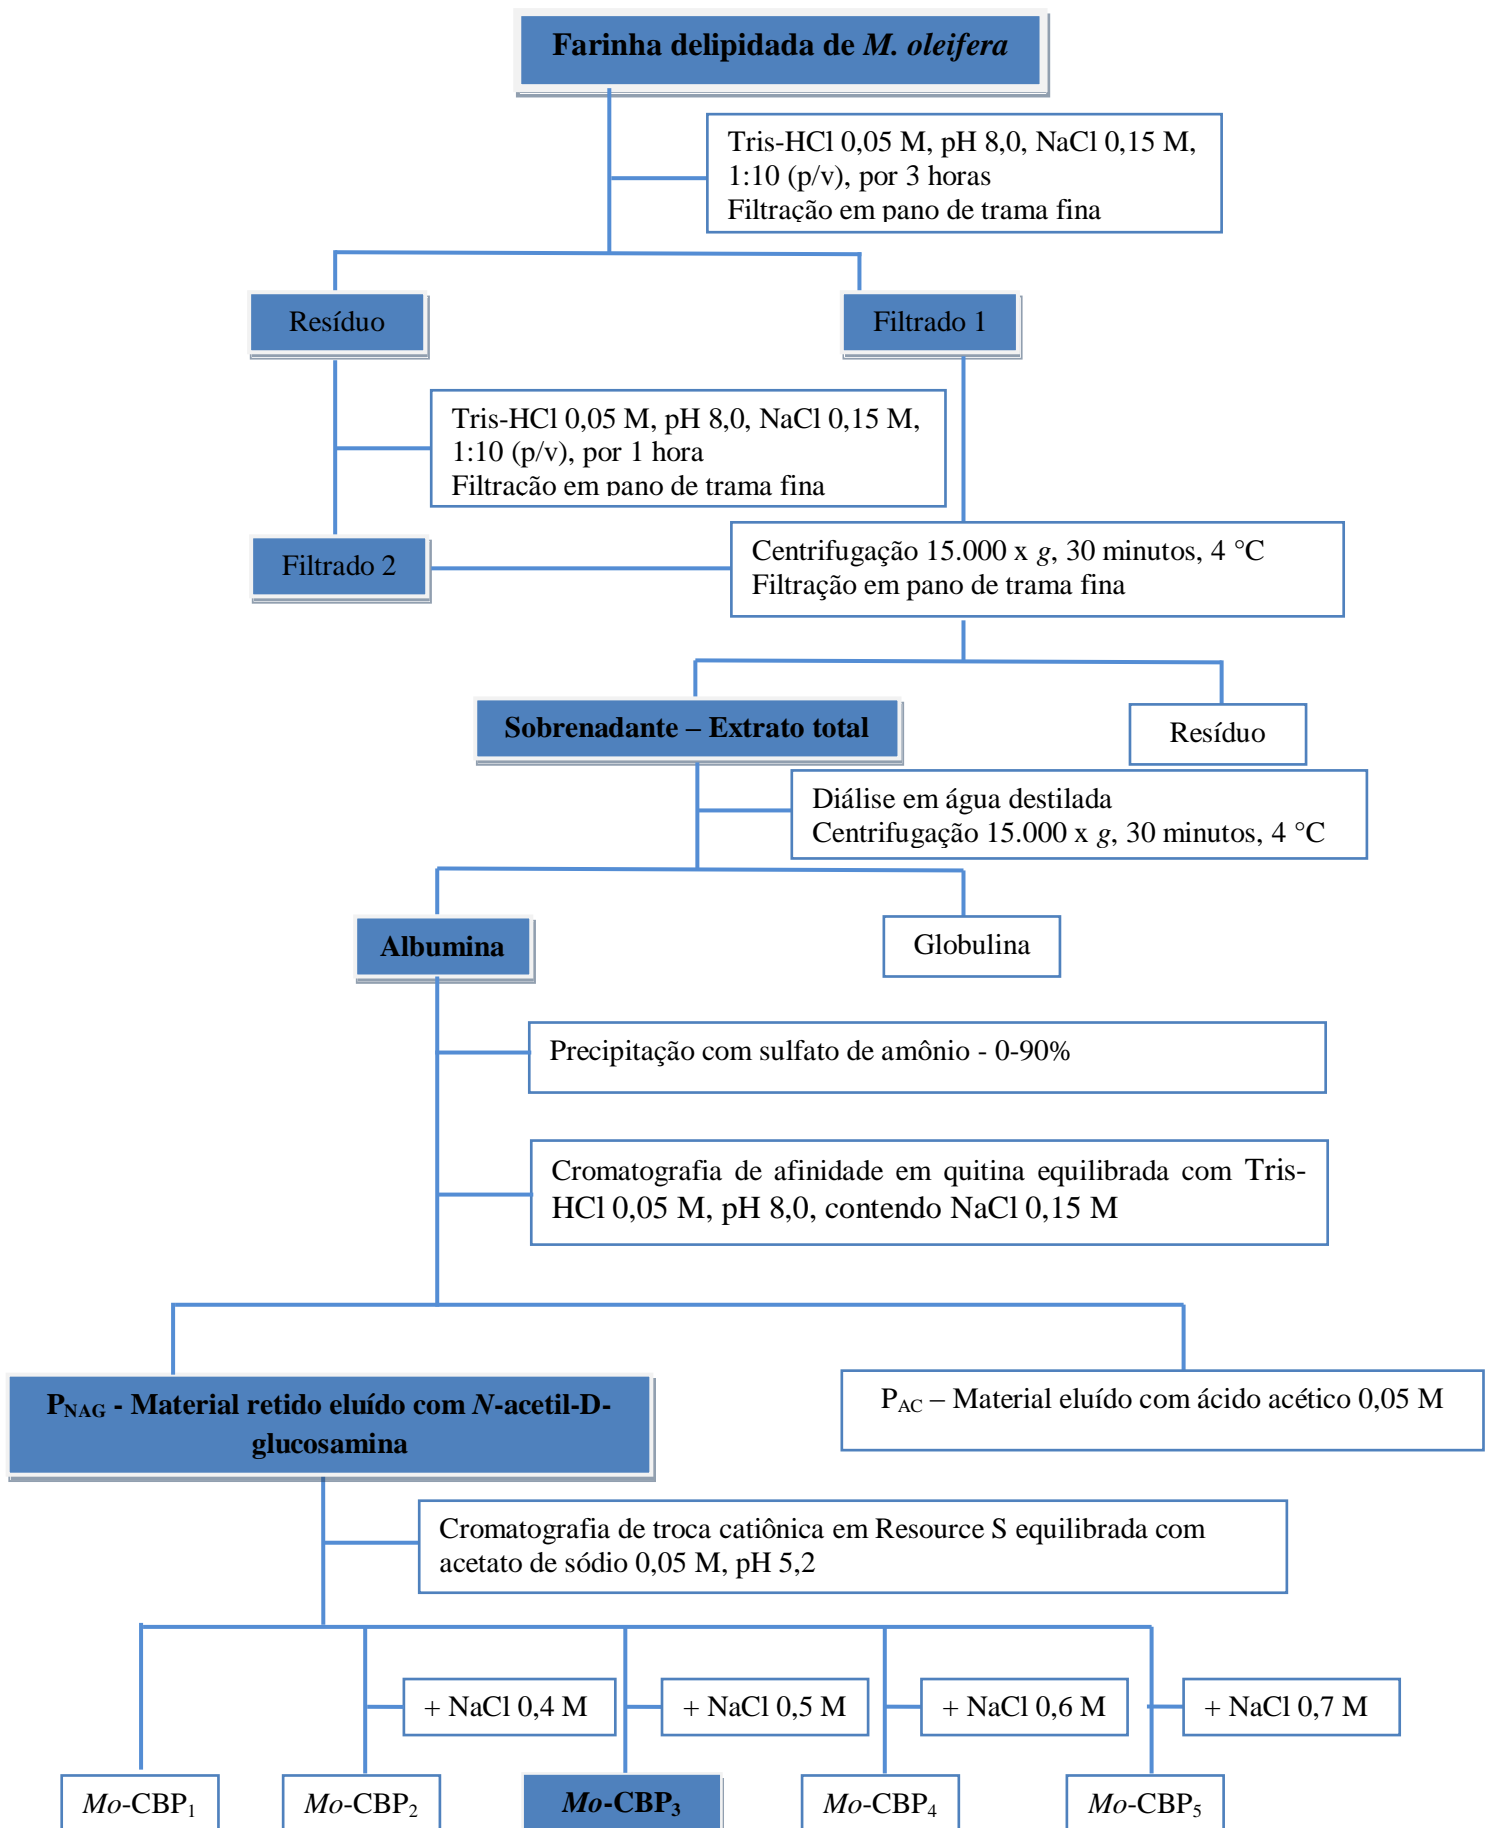 Farinha delipidada de M. oleifera
Tris-HCl 0,05 M, pH 8,0, NaCl 0,15 M,
1:10 (p/v), por 3 horas
Filtração em pano de trama fina
Resíduo
Filtrado 1
Tris-HCl 0,05 M, pH 8,0, NaCl 0,15 M,
1:10 (p/v), por 1 hora
Filtração em pano de trama fina
Filtrado 2
Centrifugação 15.000 x g, 30 minutos, 4 °C
Filtração em pano de trama fina
Sobrenadante – Extrato total
Resíduo
Diálise em água destilada
Centrifugação 15.000 x g, 30 minutos, 4 °C
Albumina
Globulina
Precipitação com sulfato de amônio - 0-90%
Cromatografia de afinidade em quitina equilibrada com Tris-
HCl 0,05 M, pH 8,0, contendo NaCl 0,15 M
P_NAG - Material retido eluído com N-acetil-D-
glucosamina
P_AC – Material eluído com ácido acético 0,05 M
Cromatografia de troca catiônica em Resource S equilibrada com
acetato de sódio 0,05 M, pH 5,2
+ NaCl 0,4 M
+ NaCl 0,5 M
+ NaCl 0,6 M
+ NaCl 0,7 M
Mo-CBP₁
Mo-CBP₂
Mo-CBP₃
Mo-CBP₄
Mo-CBP₅